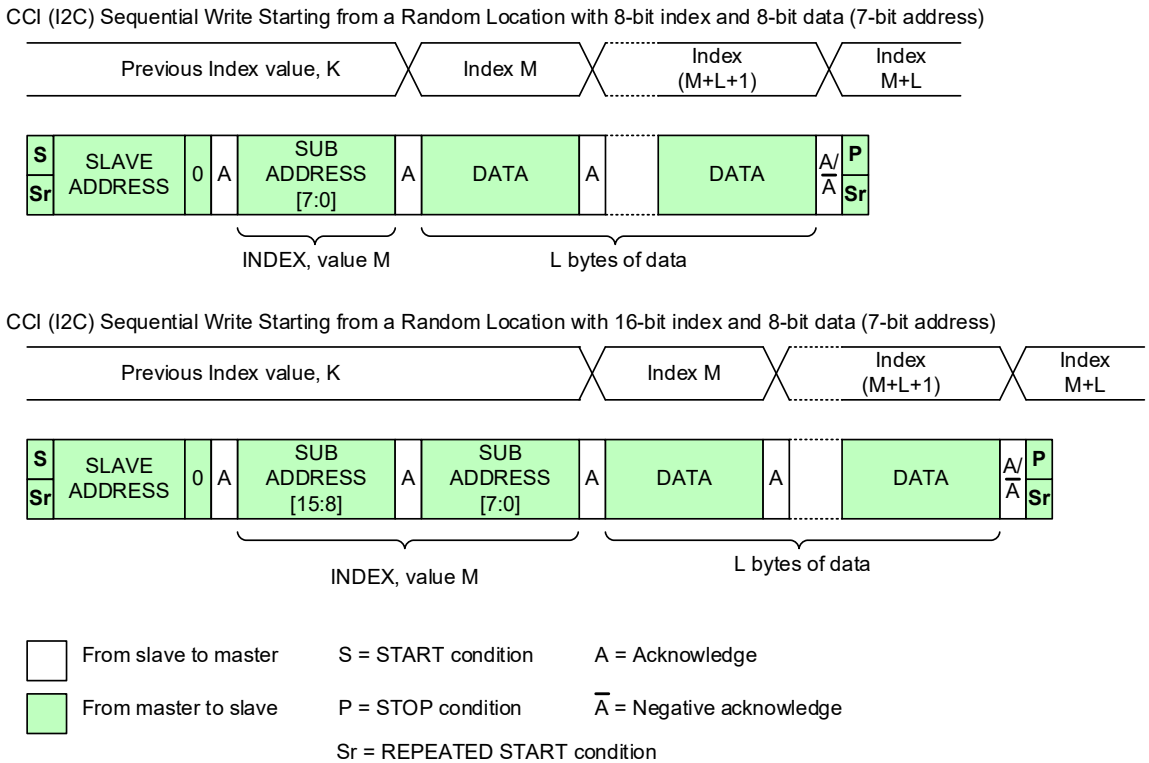 CCI (I2C) Sequential Write Starting from a Random Location with 8-bit index and 8-bit data (7-bit address)
Previous Index value, K
Index M
Index
(M+L+1)
Index
M+L
S
Sr
SLAVE
ADDRESS
0
A
SUB
ADDRESS
[7:0]
A
DATA
A
DATA
A/
A̅
P
Sr
INDEX, value M
L bytes of data
CCI (I2C) Sequential Write Starting from a Random Location with 16-bit index and 8-bit data (7-bit address)
Previous Index value, K
Index M
Index
(M+L+1)
Index
M+L
S
Sr
SLAVE
ADDRESS
0
A
SUB
ADDRESS
[15:8]
A
SUB
ADDRESS
[7:0]
A
DATA
A
DATA
A/
A̅
P
Sr
INDEX, value M
L bytes of data
From slave to master
S = START condition
A = Acknowledge
From master to slave
P = STOP condition
A̅ = Negative acknowledge
Sr = REPEATED START condition